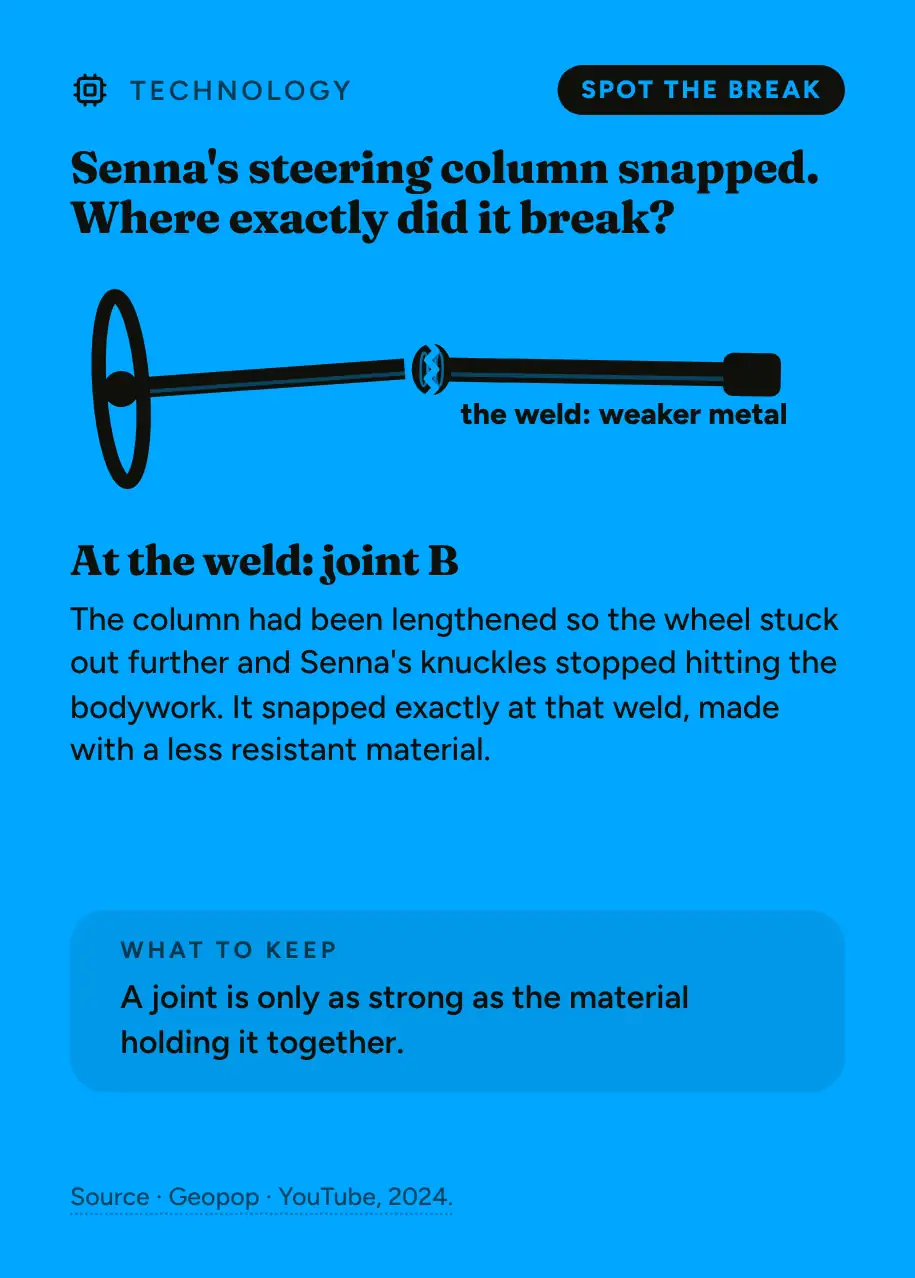 TECHNOLOGY
SPOT THE BREAK
Senna's steering column snapped.
Where exactly did it break?
the weld: weaker metal
At the weld: joint B
The column had been lengthened so the wheel stuck
out further and Senna's knuckles stopped hitting the
bodywork. It snapped exactly at that weld, made
with a less resistant material.
WHAT TO KEEP
A joint is only as strong as the material
holding it together.
Source · Geopop · YouTube, 2024.